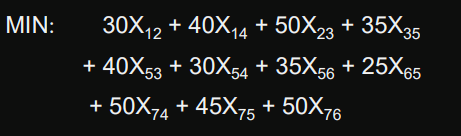 MIN: 30X₁₂ + 40X₁₄ + 50X₂₃ + 35X₃₅
+ 40X₅₃ + 30X₅₄ + 35X₅₆ + 25X₆₅
+ 50X₇₄ + 45X₇₅ + 50X₇₆